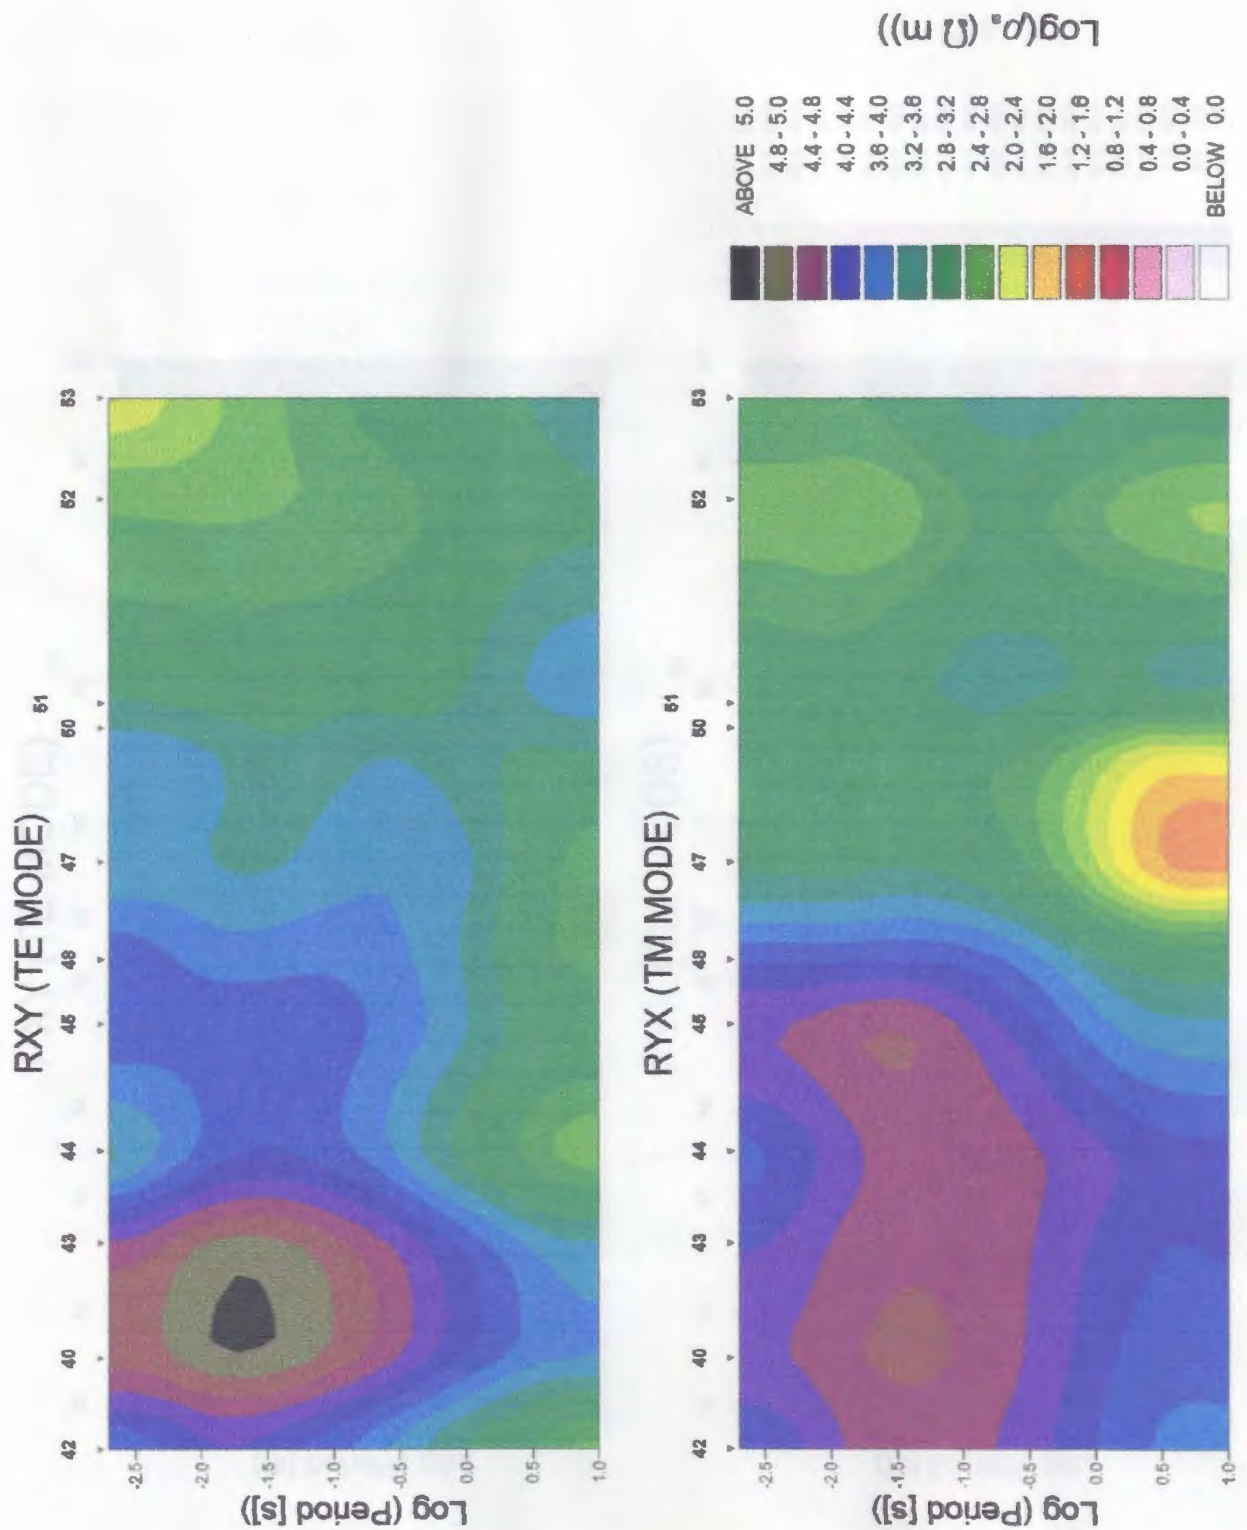 RXY (TE MODE)
42 40 43 44 45 48 47 50 51 52 53
Log (Period [s])
-2.5
-2.0
-1.5
-1.0
-0.5
0.0
0.5
1.0
RYX (TM MODE)
42 40 43 44 45 48 47 50 51 52 53
Log (Period [s])
-2.5
-2.0
-1.5
-1.0
-0.5
0.0
0.5
1.0
ABOVE 5.0
4.8 - 5.0
4.4 - 4.8
4.0 - 4.4
3.6 - 4.0
3.2 - 3.6
2.8 - 3.2
2.4 - 2.8
2.0 - 2.4
1.6 - 2.0
1.2 - 1.6
0.8 - 1.2
0.4 - 0.8
0.0 - 0.4
BELOW 0.0
Log(ρa (Ω m))